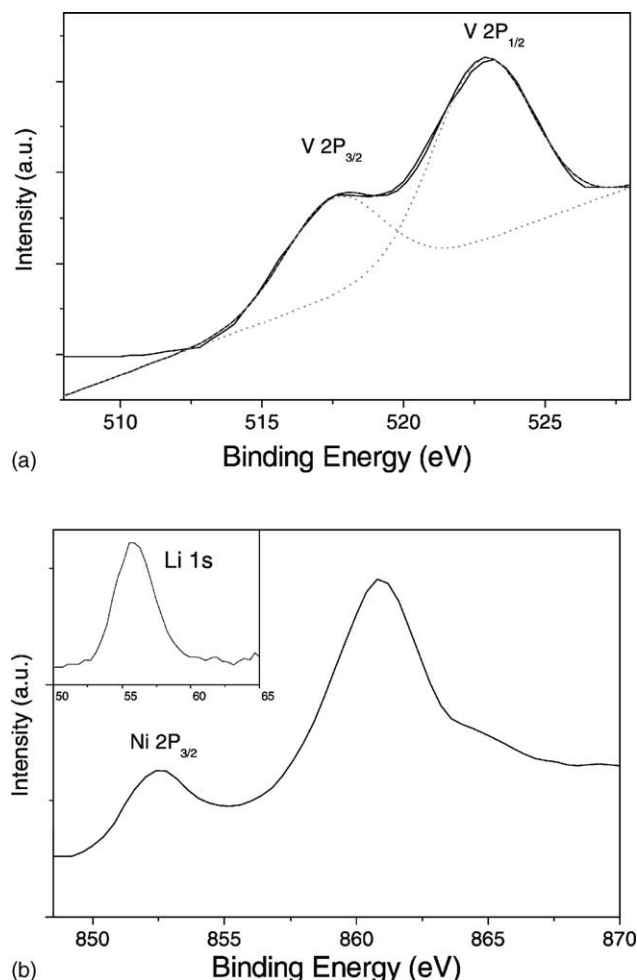 V 2P1/2
V 2P3/2
Intensity (a.u.)
510 515 520 525
(a) Binding Energy (eV)
Li 1s
50 55 60 65
Ni 2P3/2
Intensity (a.u.)
850 855 860 865 870
(b) Binding Energy (eV)